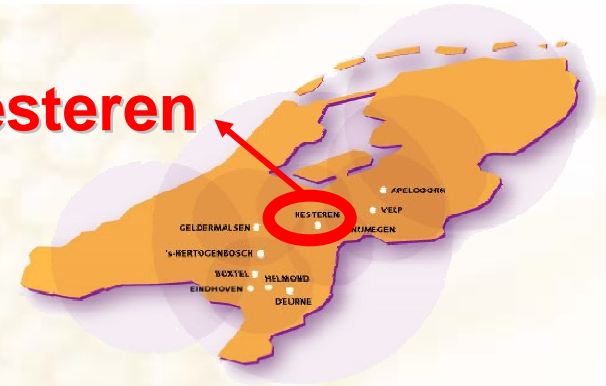 esteren
APELDOORN
VELP
KESTEREN
NIJMEGEN
GELDERMALSEN
's-HERTOGENBOSCH
BOXTEL
HELMOND
EINDHOVEN
DEURNE